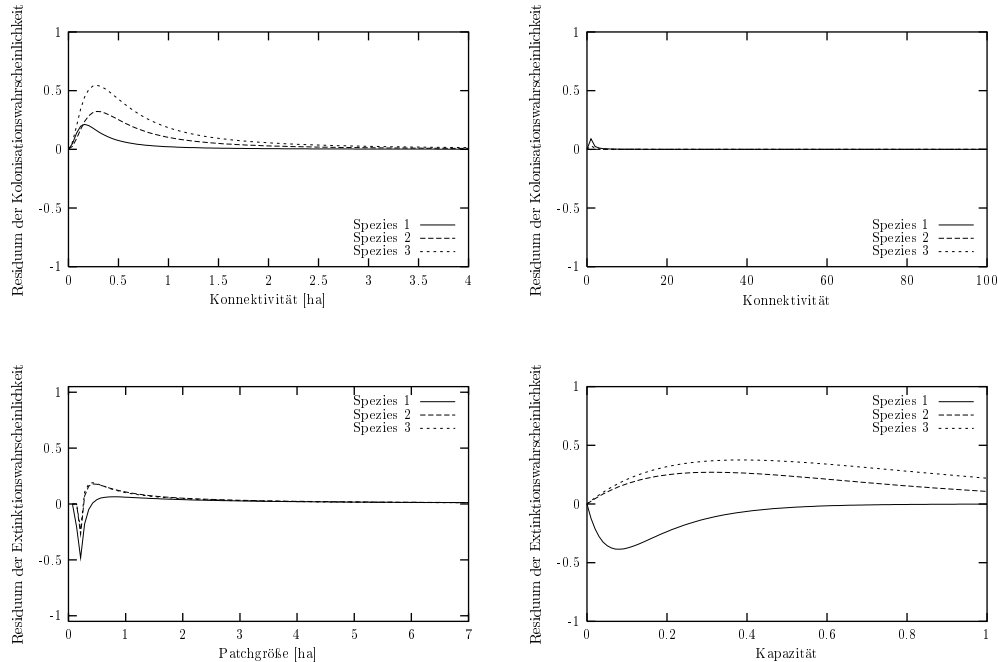 Residuum der Kolonisationswahrscheinlichkeit
1
0.5
0
-0.5
-1
Spezies 1
Spezies 2
Spezies 3
0 0.5 1 1.5 2 2.5 3 3.5 4
Konnektivität [ha]
Residuum der Kolonisationswahrscheinlichkeit
1
0.5
0
-0.5
-1
Spezies 1
Spezies 2
Spezies 3
0 20 40 60 80 100
Konnektivität
Residuum der Extinktionswahrscheinlichkeit
1
0.5
0
-0.5
-1
Spezies 1
Spezies 2
Spezies 3
0 1 2 3 4 5 6 7
Patchgröße [ha]
Residuum der Extinktionswahrscheinlichkeit
1
0.5
0
-0.5
-1
Spezies 1
Spezies 2
Spezies 3
0 0.2 0.4 0.6 0.8 1
Kapazität